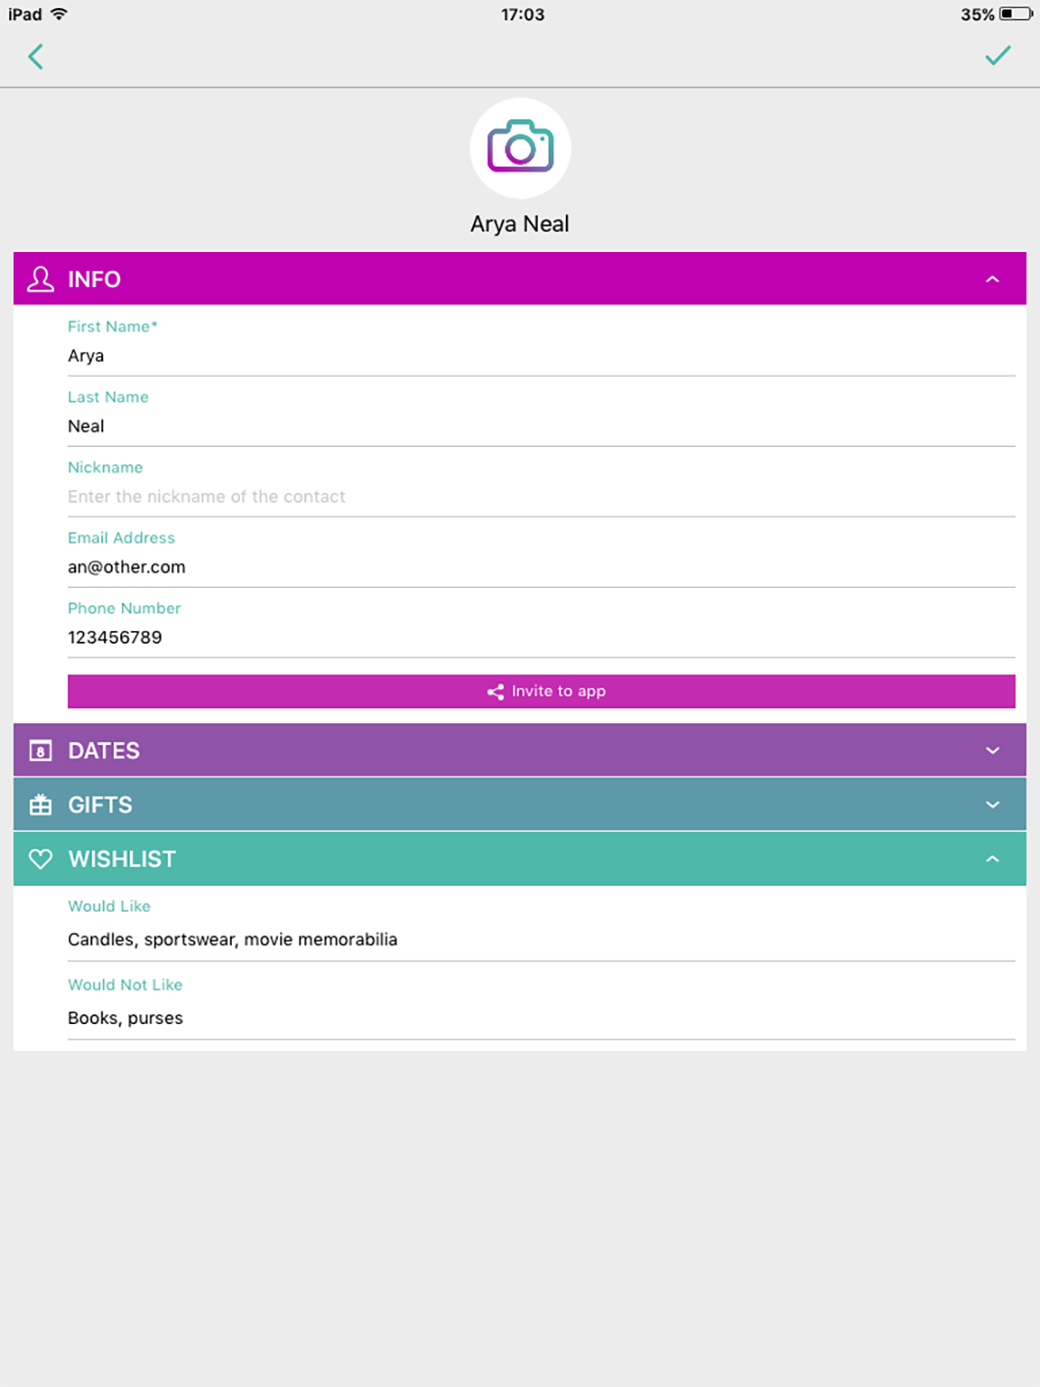 iPad 17:03 35%
Arya Neal
INFO
First Name*
Arya
Last Name
Neal
Nickname
Enter the nickname of the contact
Email Address
an@other.com
Phone Number
123456789
Invite to app
8 DATES
GIFTS
WISHLIST
Would Like
Candles, sportswear, movie memorabilia
Would Not Like
Books, purses